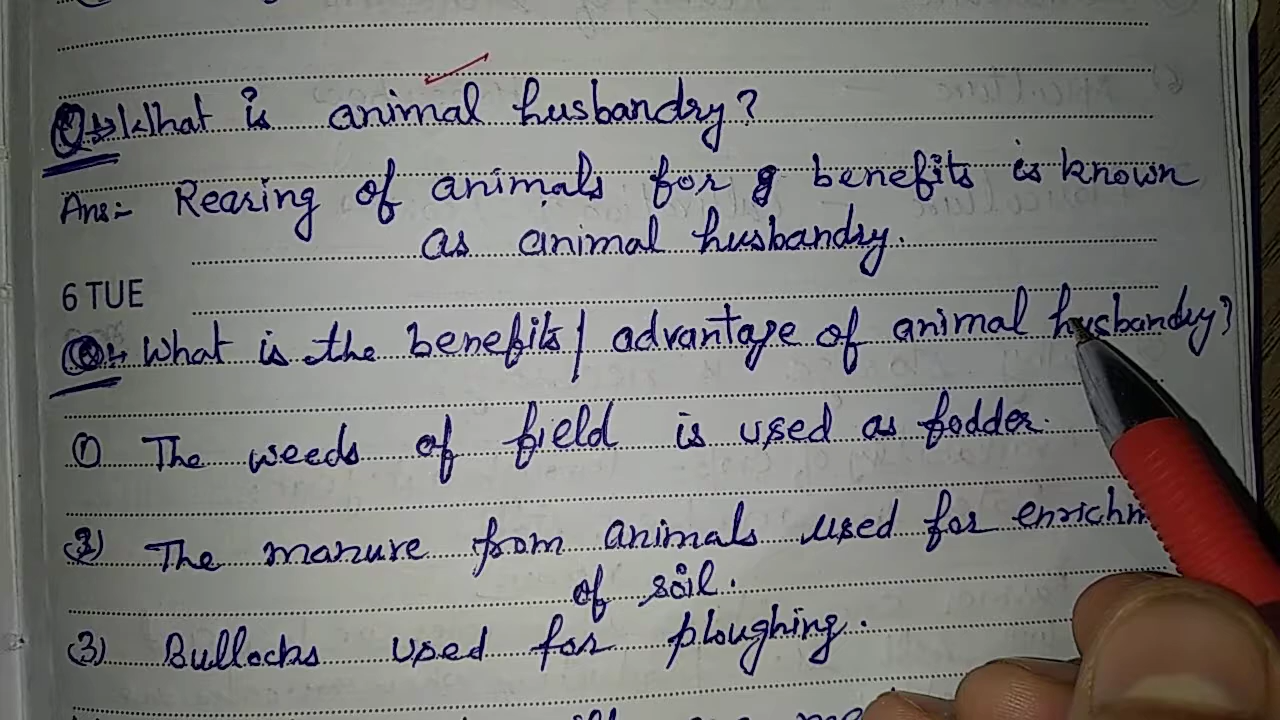 Q:→ What is animal husbandry?
Ans:- Rearing of animals for benefits is known
as animal husbandry.
6 TUE
Q:- What is the benefits/ advantage of animal husbandry?
① The weeds of field is used as fodder.
② The manure from animals used for enrichm
of soil.
③ Bullocks used for ploughing.